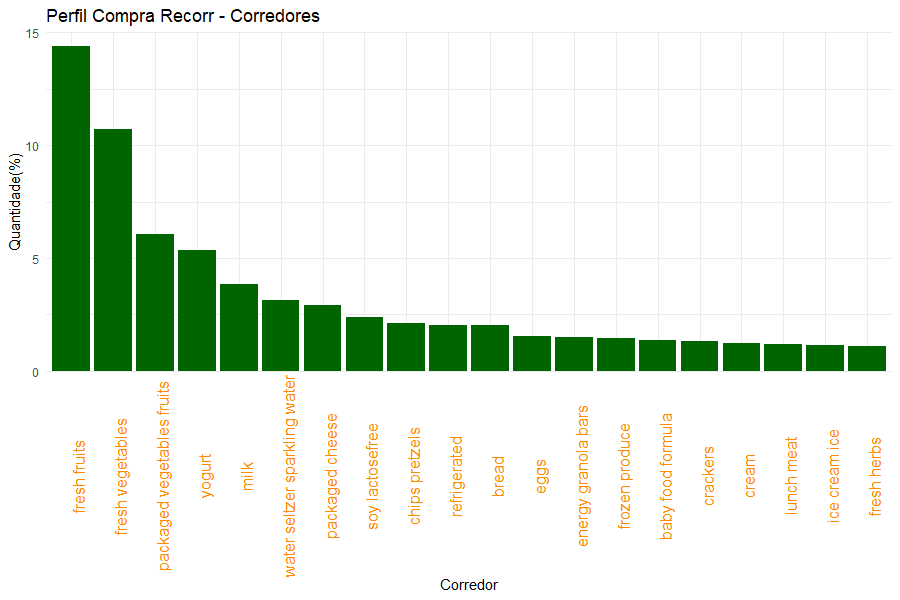 Perfil Compra Recorr - Corredores
Quantidade(%)
15
10
5
0
fresh fruits
fresh vegetables
packaged vegetables fruits
yogurt
milk
water seltzer sparkling water
packaged cheese
soy lactosefree
chips pretzels
refrigerated
bread
eggs
energy granola bars
frozen produce
baby food formula
crackers
cream
lunch meat
ice cream ice
fresh herbs
Corredor